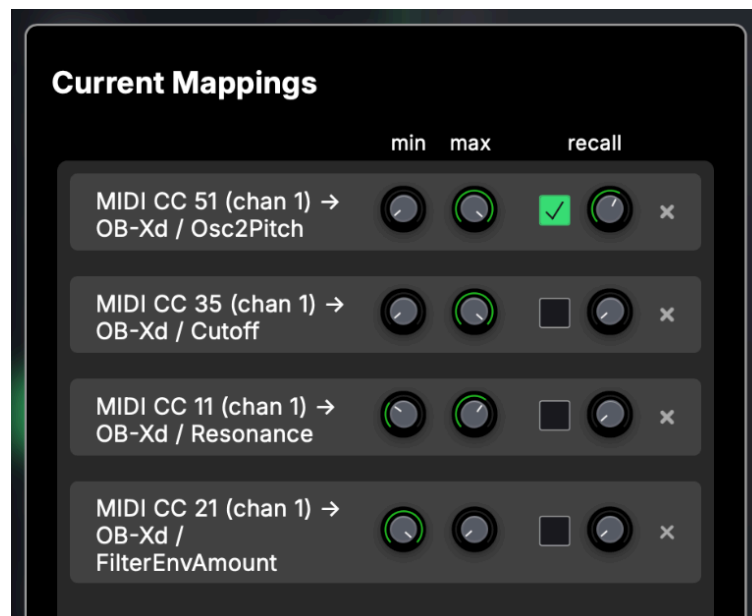 Current Mappings
min max recall
MIDI CC 51 (chan 1) →
OB-Xd / Osc2Pitch
MIDI CC 35 (chan 1) →
OB-Xd / Cutoff
MIDI CC 11 (chan 1) →
OB-Xd / Resonance
MIDI CC 21 (chan 1) →
OB-Xd /
FilterEnvAmount